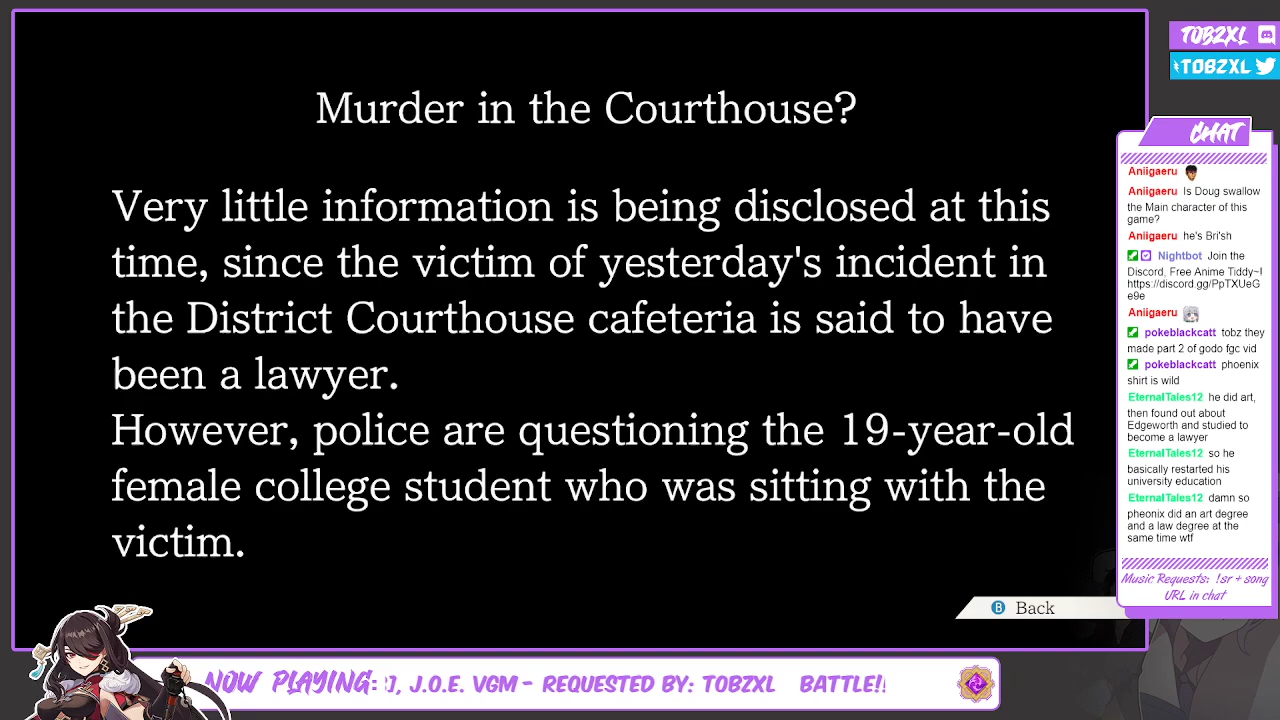 Murder in the Courthouse?
Very little information is being disclosed at this
time, since the victim of yesterday's incident in
the District Courthouse cafeteria is said to have
been a lawyer.
However, police are questioning the 19-year-old
female college student who was sitting with the
victim.
B Back
TOBZXL
TOBZXL
CHAT
Aniigaeru
Aniigaeru Is Doug swallow
the Main character of this
game?
Aniigaeru he's Bri'sh
Nightbot Join the
Discord, Free Anime Tiddy~!
https://discord.gg/PpTXUeG
e9e
Aniigaeru
pokeblackcatt tobz they
made part 2 of godo fgc vid
pokeblackcatt phoenix
shirt is wild
EternalTales12 he did art,
then found out about
Edgeworth and studied to
become a lawyer
EternalTales12 so he
basically restarted his
university education
EternalTales12 damn so
pheonix did an art degree
and a law degree at the
same time wtf
Music Requests: !sr + song
URL in chat
NOW PLAYING: J, J.O.E. VGM - REQUESTED BY: TOBZXL BATTLE!!